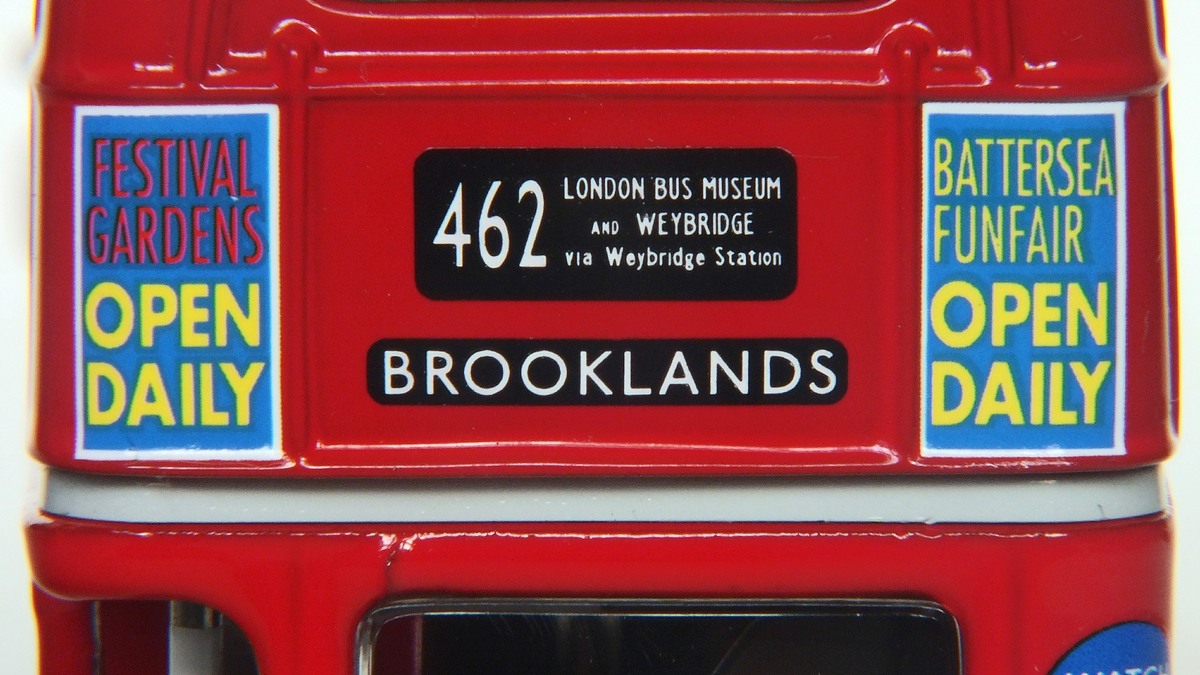 FESTIVAL
GARDENS
OPEN
DAILY
462
LONDON BUS MUSEUM
AND WEYBRIDGE
via Weybridge Station
BROOKLANDS
BATTERSEA
FUNFAIR
OPEN
DAILY